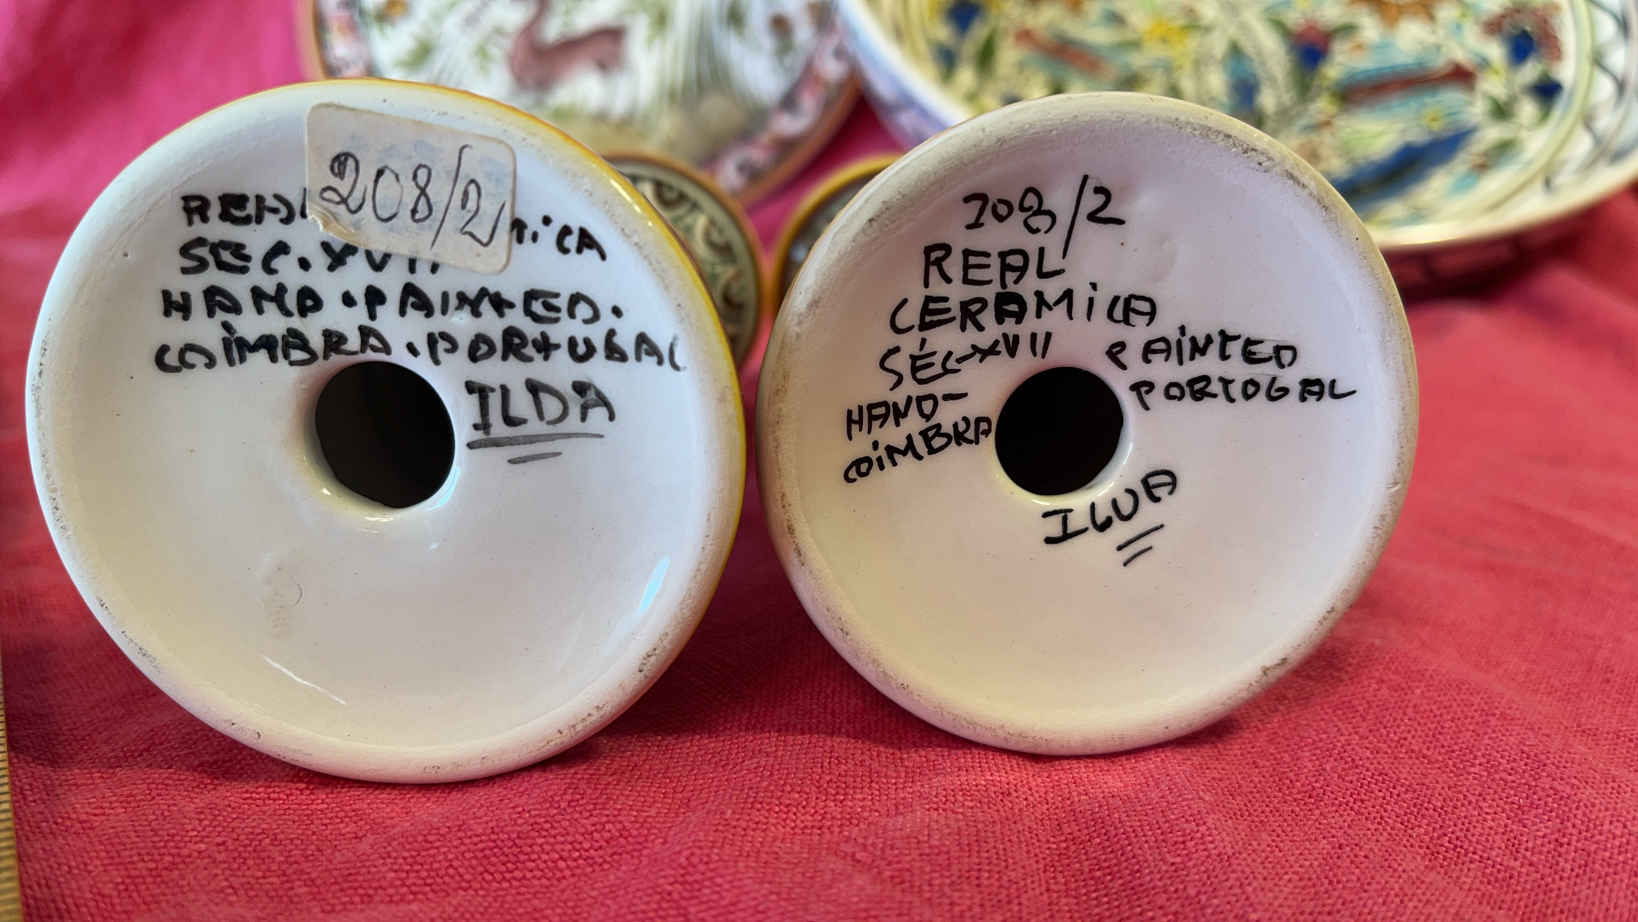 208/2
REAL
SÉC.XVII
HAND.PAINTED.
COIMBRA.PORTUGAL
ILDA
208/2
REAL
CERAMICA
SÉC-XVII
HAND- PAINTED
COIMBRA PORTOGAL
ILDA